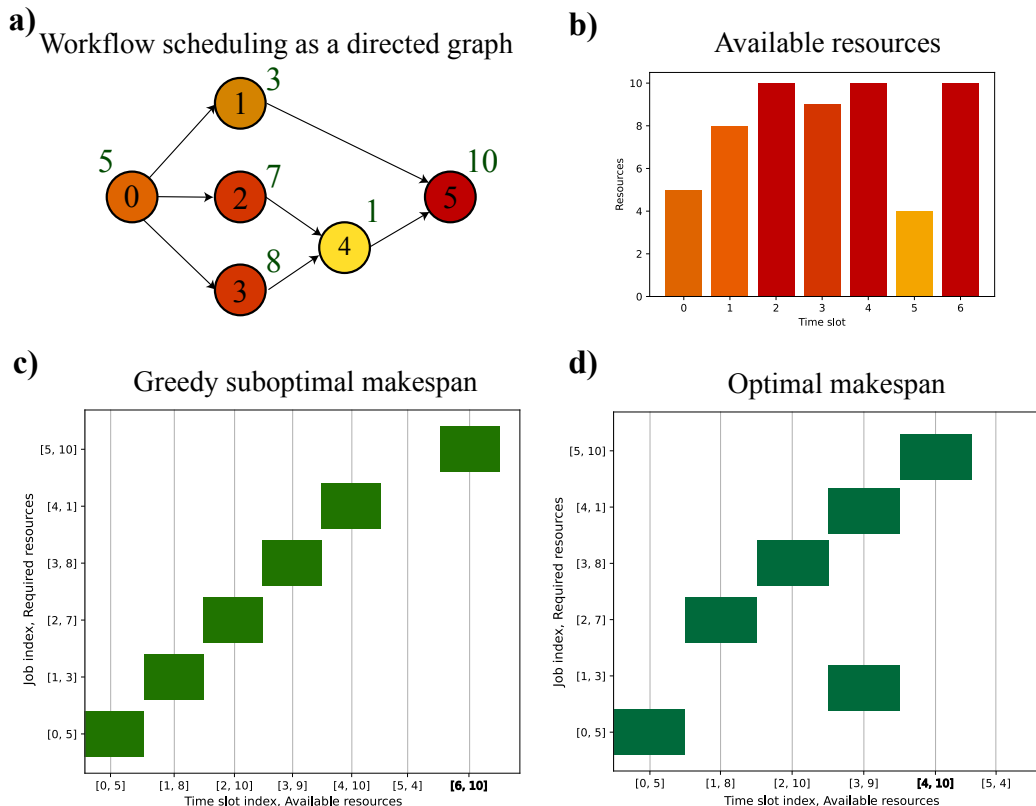 a)
Workflow scheduling as a directed graph
3
1
5
0
7
2
10
5
1
4
8
3
b)
Available resources
10
8
6
4
2
0
Resources
0 1 2 3 4 5 6
Time slot
c)
Greedy suboptimal makespan
Job index, Required resources
[5, 10]
[4, 1]
[3, 8]
[2, 7]
[1, 3]
[0, 5]
[0, 5] [1, 8] [2, 10] [3, 9] [4, 10] [5, 4] [6, 10]
Time slot index, Available resources
d)
Optimal makespan
Job index, Required resources
[5, 10]
[4, 1]
[3, 8]
[2, 7]
[1, 3]
[0, 5]
[0, 5] [1, 8] [2, 10] [3, 9] [4, 10] [5, 4]
Time slot index, Available resources